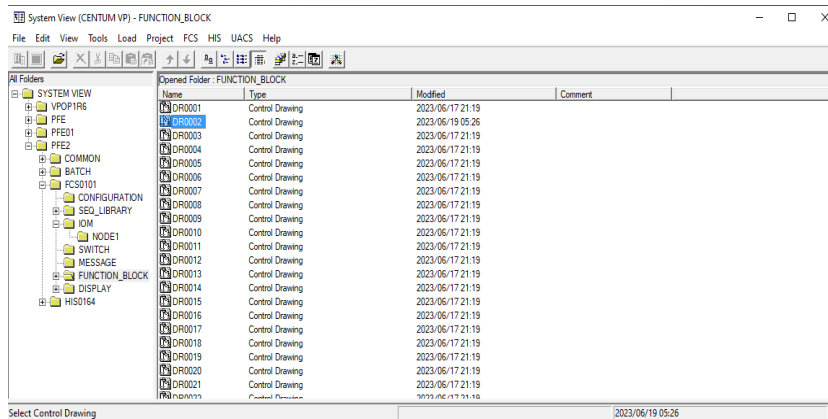 System View (CENTUM VP) - FUNCTION_BLOCK
File Edit View Tools Load Project FCS HIS UACS Help
All Folders
Opened Folder : FUNCTION_BLOCK
SYSTEM VIEW
VPOP1R6
PFE
PFE01
PFE2
COMMON
BATCH
FCS0101
CONFIGURATION
SEQ_LIBRARY
IOM
NODE1
SWITCH
MESSAGE
FUNCTION_BLOCK
DISPLAY
HIS0164
Name Type Modified Comment
DR0001 Control Drawing 2023/06/17 21:19
DR0002 Control Drawing 2023/06/19 05:26
DR0003 Control Drawing 2023/06/17 21:19
DR0004 Control Drawing 2023/06/17 21:19
DR0005 Control Drawing 2023/06/17 21:19
DR0006 Control Drawing 2023/06/17 21:19
DR0007 Control Drawing 2023/06/17 21:19
DR0008 Control Drawing 2023/06/17 21:19
DR0009 Control Drawing 2023/06/17 21:19
DR0010 Control Drawing 2023/06/17 21:19
DR0011 Control Drawing 2023/06/17 21:19
DR0012 Control Drawing 2023/06/17 21:19
DR0013 Control Drawing 2023/06/17 21:19
DR0014 Control Drawing 2023/06/17 21:19
DR0015 Control Drawing 2023/06/17 21:19
DR0016 Control Drawing 2023/06/17 21:19
DR0017 Control Drawing 2023/06/17 21:19
DR0018 Control Drawing 2023/06/17 21:19
DR0019 Control Drawing 2023/06/17 21:19
DR0020 Control Drawing 2023/06/17 21:19
DR0021 Control Drawing 2023/06/17 21:19
DR0022 Control Drawing 2023/06/17 21:19
Select Control Drawing 2023/06/19 05:26